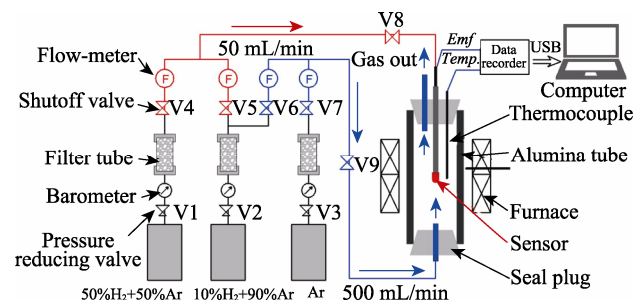 V8
50 mL/min
Emf
Temp.
Data
recorder
USB
Computer
Gas out
Flow-meter
F
F
F
F
Shutoff valve
V4
V5
V6
V7
Thermocouple
Filter tube
V9
Alumina tube
Barometer
Furnace
V1
V2
V3
Sensor
Pressure
reducing valve
Seal plug
50%H₂+50%Ar
10%H₂+90%Ar
Ar
500 mL/min